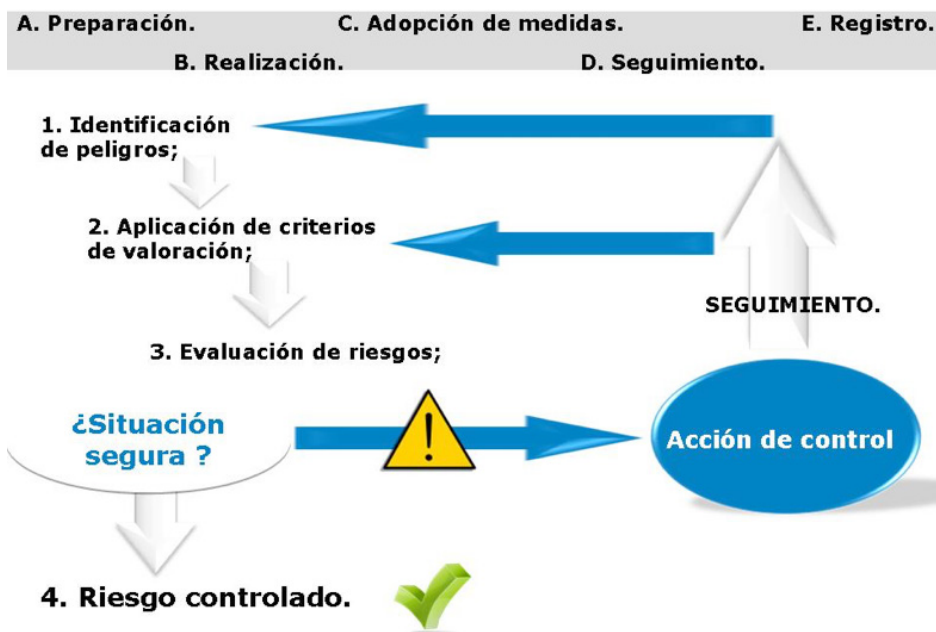 A. Preparación.
C. Adopción de medidas.
E. Registro.
B. Realización.
D. Seguimiento.
1. Identificación
de peligros;
2. Aplicación de criterios
de valoración;
SEGUIMIENTO.
3. Evaluación de riesgos;
¿Situación
segura ?
!
Acción de control
4. Riesgo controlado.